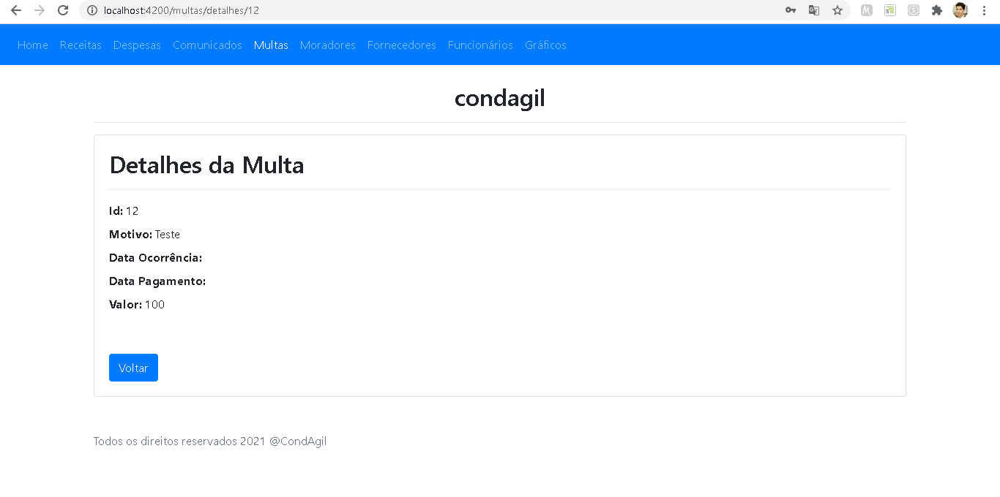 localhost:4200/multas/detalhes/12
Home Receitas Despesas Comunicados Multas Moradores Fornecedores Funcionários Gráficos
condagil
Detalhes da Multa
Id: 12
Motivo: Teste
Data Ocorrência:
Data Pagamento:
Valor: 100
Voltar
Todos os direitos reservados 2021 @CondAgil